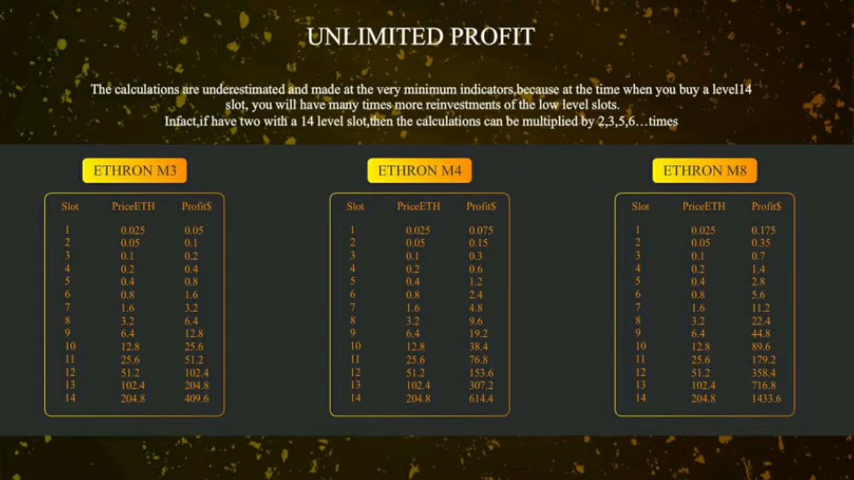 UNLIMITED PROFIT
The calculations are underestimated and made at the very minimum indicators,because at the time when you buy a level14
slot, you will have many times more reinvestments of the low level slots.
Infact,if have two with a 14 level slot,then the calculations can be multiplied by 2,3,5,6…times
ETHRON M3
Slot PriceETH Profit$
1 0.025 0.05
2 0.05 0.1
3 0.1 0.2
4 0.2 0.4
5 0.4 0.8
6 0.8 1.6
7 1.6 3.2
8 3.2 6.4
9 6.4 12.8
10 12.8 25.6
11 25.6 51.2
12 51.2 102.4
13 102.4 204.8
14 204.8 409.6
ETHRON M4
Slot PriceETH Profit$
1 0.025 0.075
2 0.05 0.15
3 0.1 0.3
4 0.2 0.6
5 0.4 1.2
6 0.8 2.4
7 1.6 4.8
8 3.2 9.6
9 6.4 19.2
10 12.8 38.4
11 25.6 76.8
12 51.2 153.6
13 102.4 307.2
14 204.8 614.4
ETHRON M8
Slot PriceETH Profit$
1 0.025 0.175
2 0.05 0.35
3 0.1 0.7
4 0.2 1.4
5 0.4 2.8
6 0.8 5.6
7 1.6 11.2
8 3.2 22.4
9 6.4 44.8
10 12.8 89.6
11 25.6 179.2
12 51.2 358.4
13 102.4 716.8
14 204.8 1433.6